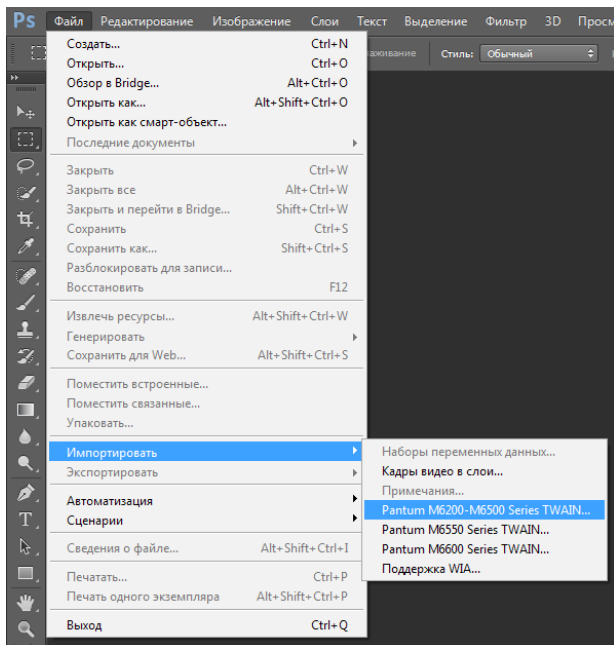 Ps Файл Редактирование Изображение Слои Текст Выделение Фильтр 3D Просм
Стиль: Обычный
Создать... Ctrl+N
Открыть... Ctrl+O
Обзор в Bridge... Alt+Ctrl+O
Открыть как... Alt+Shift+Ctrl+O
Открыть как смарт-объект...
Последние документы
Закрыть Ctrl+W
Закрыть все Alt+Ctrl+W
Закрыть и перейти в Bridge... Shift+Ctrl+W
Сохранить Ctrl+S
Сохранить как... Shift+Ctrl+S
Разблокировать для записи...
Восстановить F12
Извлечь ресурсы... Alt+Shift+Ctrl+W
Генерировать
Сохранить для Web... Alt+Shift+Ctrl+S
Поместить встроенные...
Поместить связанные...
Упаковать...
Импортировать
Наборы переменных данных...
Экспортировать
Кадры видео в слои...
Примечания...
Автоматизация
Pantum M6200-M6500 Series TWAIN...
Сценарии
Pantum M6550 Series TWAIN...
Сведения о файле... Alt+Shift+Ctrl+I
Pantum M6600 Series TWAIN...
Поддержка WIA...
Печатать... Ctrl+P
Печать одного экземпляра Alt+Shift+Ctrl+P
Выход Ctrl+Q